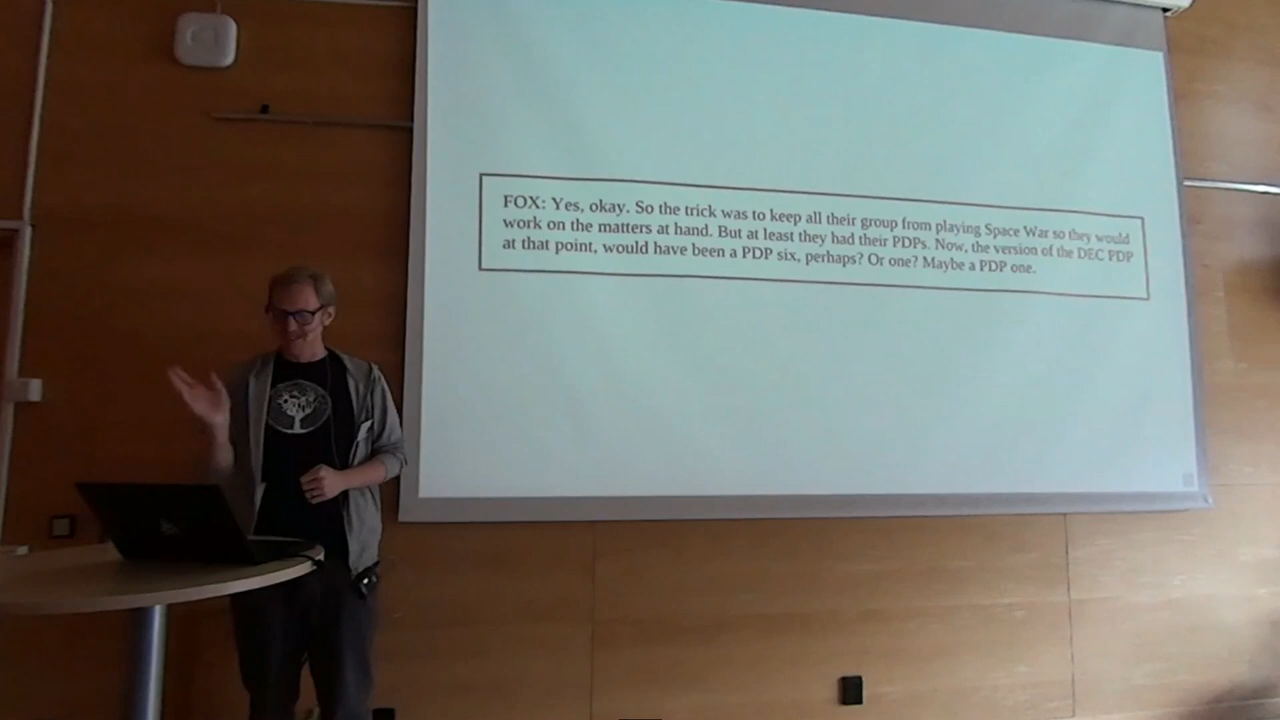 FOX: Yes, okay. So the trick was to keep all their group from playing Space War so they would
work on the matters at hand. But at least they had their PDPs. Now, the version of the DEC PDP
at that point, would have been a PDP six, perhaps? Or one? Maybe a PDP one.